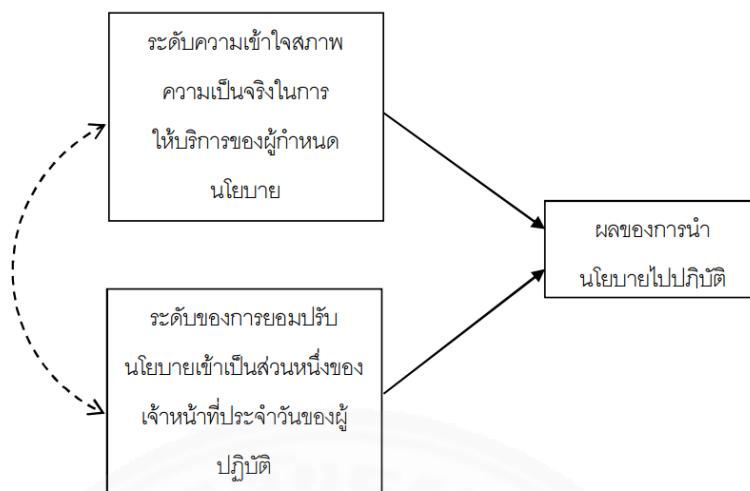 ระดับความเข้าใจสภาพ
ความเป็นจริงในการ
ให้บริการของผู้กำหนด
นโยบาย
ผลของการนำ
นโยบายไปปฎิบัติ
ระดับของการยอมปรับ
นโยบายเข้าเป็นส่วนหนึ่งของ
เจ้าหน้าที่ประจำวันของผู้
ปฏิบัติ